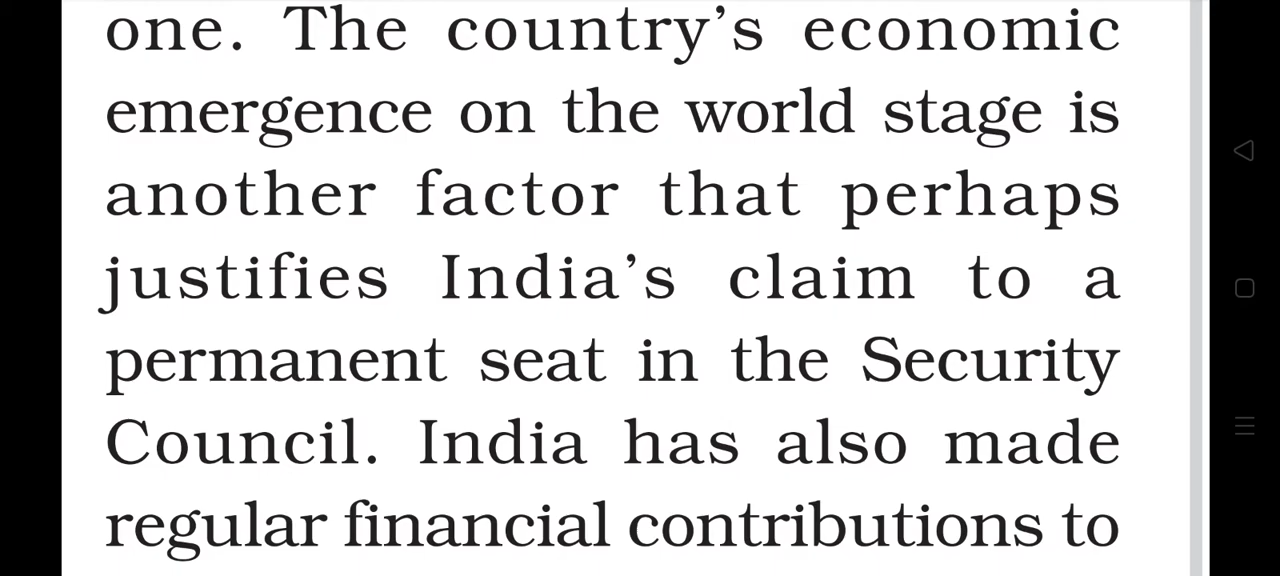 one. The country’s economic
emergence on the world stage is
another factor that perhaps
justifies India’s claim to a
permanent seat in the Security
Council. India has also made
regular financial contributions to